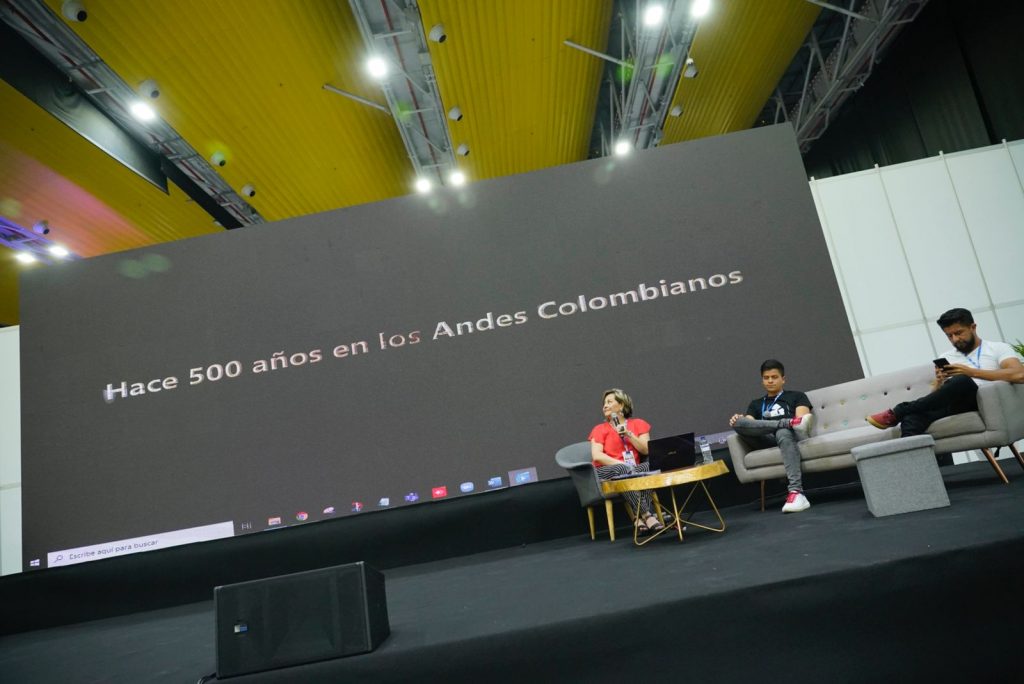 Hace 500 años en los Andes Colombianos
Escribe aquí para buscar